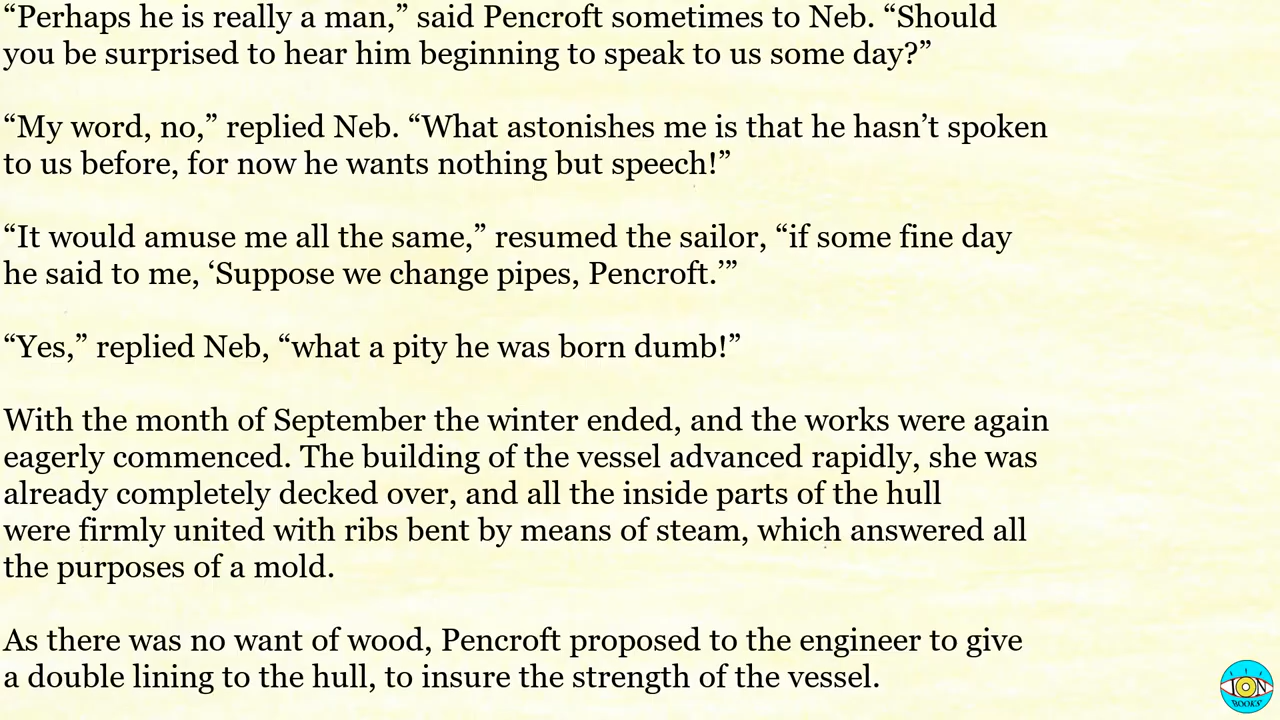 “Perhaps he is really a man,” said Pencroft sometimes to Neb. “Should
you be surprised to hear him beginning to speak to us some day?”
“My word, no,” replied Neb. “What astonishes me is that he hasn’t spoken
to us before, for now he wants nothing but speech!”
“It would amuse me all the same,” resumed the sailor, “if some fine day
he said to me, ‘Suppose we change pipes, Pencroft.’”
“Yes,” replied Neb, “what a pity he was born dumb!”
With the month of September the winter ended, and the works were again
eagerly commenced. The building of the vessel advanced rapidly, she was
already completely decked over, and all the inside parts of the hull
were firmly united with ribs bent by means of steam, which answered all
the purposes of a mold.
As there was no want of wood, Pencroft proposed to the engineer to give
a double lining to the hull, to insure the strength of the vessel.
ION
BOOKS